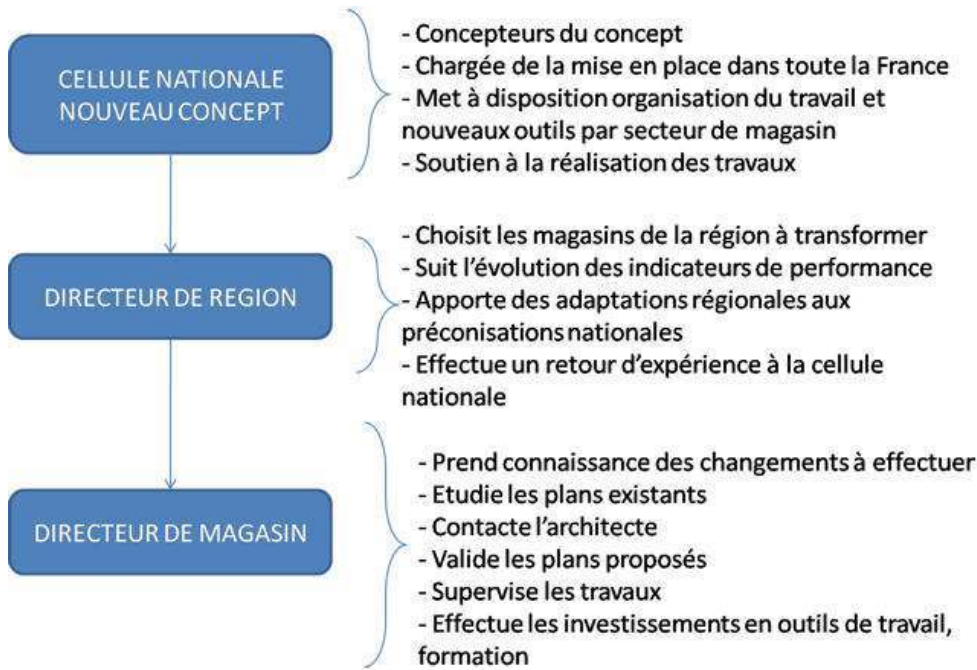 CELLULE NATIONALE
NOUVEAU CONCEPT
- Concepteurs du concept
- Chargée de la mise en place dans toute la France
- Met à disposition organisation du travail et
nouveaux outils par secteur de magasin
- Soutien à la réalisation des travaux
DIRECTEUR DE REGION
- Choisit les magasins de la région à transformer
- Suit l'évolution des indicateurs de performance
- Apporte des adaptations régionales aux
préconisations nationales
- Effectue un retour d'expérience à la cellule
nationale
DIRECTEUR DE MAGASIN
- Prend connaissance des changements à effectuer
- Etudie les plans existants
- Contacte l'architecte
- Valide les plans proposés
- Supervise les travaux
- Effectue les investissements en outils de travail,
formation